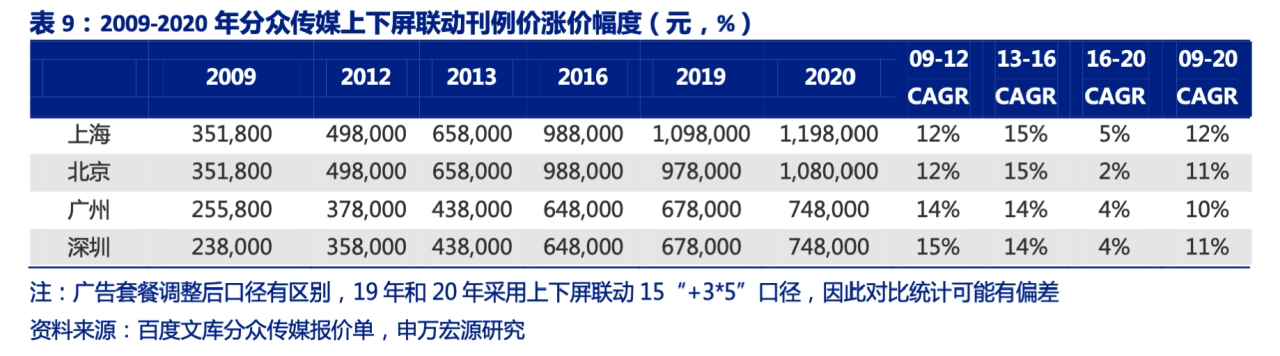 表 9：2009-2020 年分众传媒上下屏联动刊例价涨价幅度（元，%）
2009 2012 2013 2016 2019 2020 09-12 CAGR 13-16 CAGR 16-20 CAGR 09-20 CAGR
上海 351,800 498,000 658,000 988,000 1,098,000 1,198,000 12% 15% 5% 12%
北京 351,800 498,000 658,000 988,000 978,000 1,080,000 12% 15% 2% 11%
广州 255,800 378,000 438,000 648,000 678,000 748,000 14% 14% 4% 10%
深圳 238,000 358,000 438,000 648,000 678,000 748,000 15% 14% 4% 11%
注：广告套餐调整后口径有区别，19 年和 20 年采用上下屏联动 15“+3*5”口径，因此对比统计可能有偏差
资料来源：百度文库分众传媒报价单，申万宏源研究